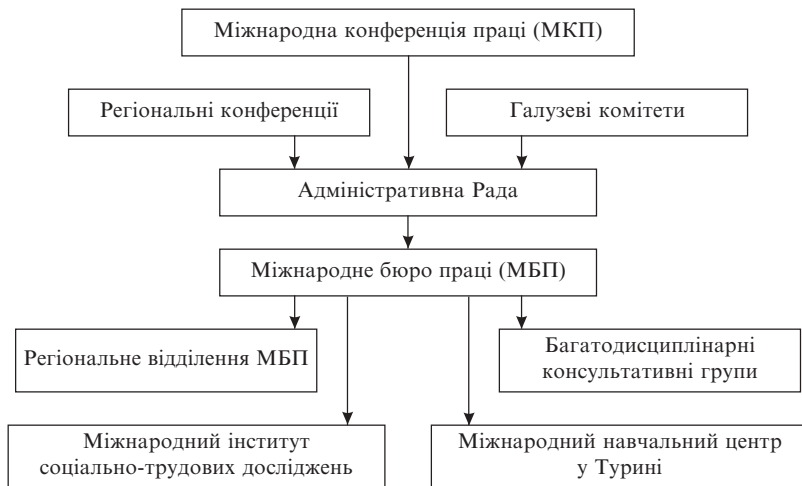 Міжнародна конференція праці (МКП)
Регіональні конференції
Галузеві комітети
Адміністративна Рада
Міжнародне бюро праці (МБП)
Регіональне відділення МБП
Багатодисциплінарні
консультативні групи
Міжнародний інститут
соціально-трудових досліджень
Міжнародний навчальний центр
у Турині